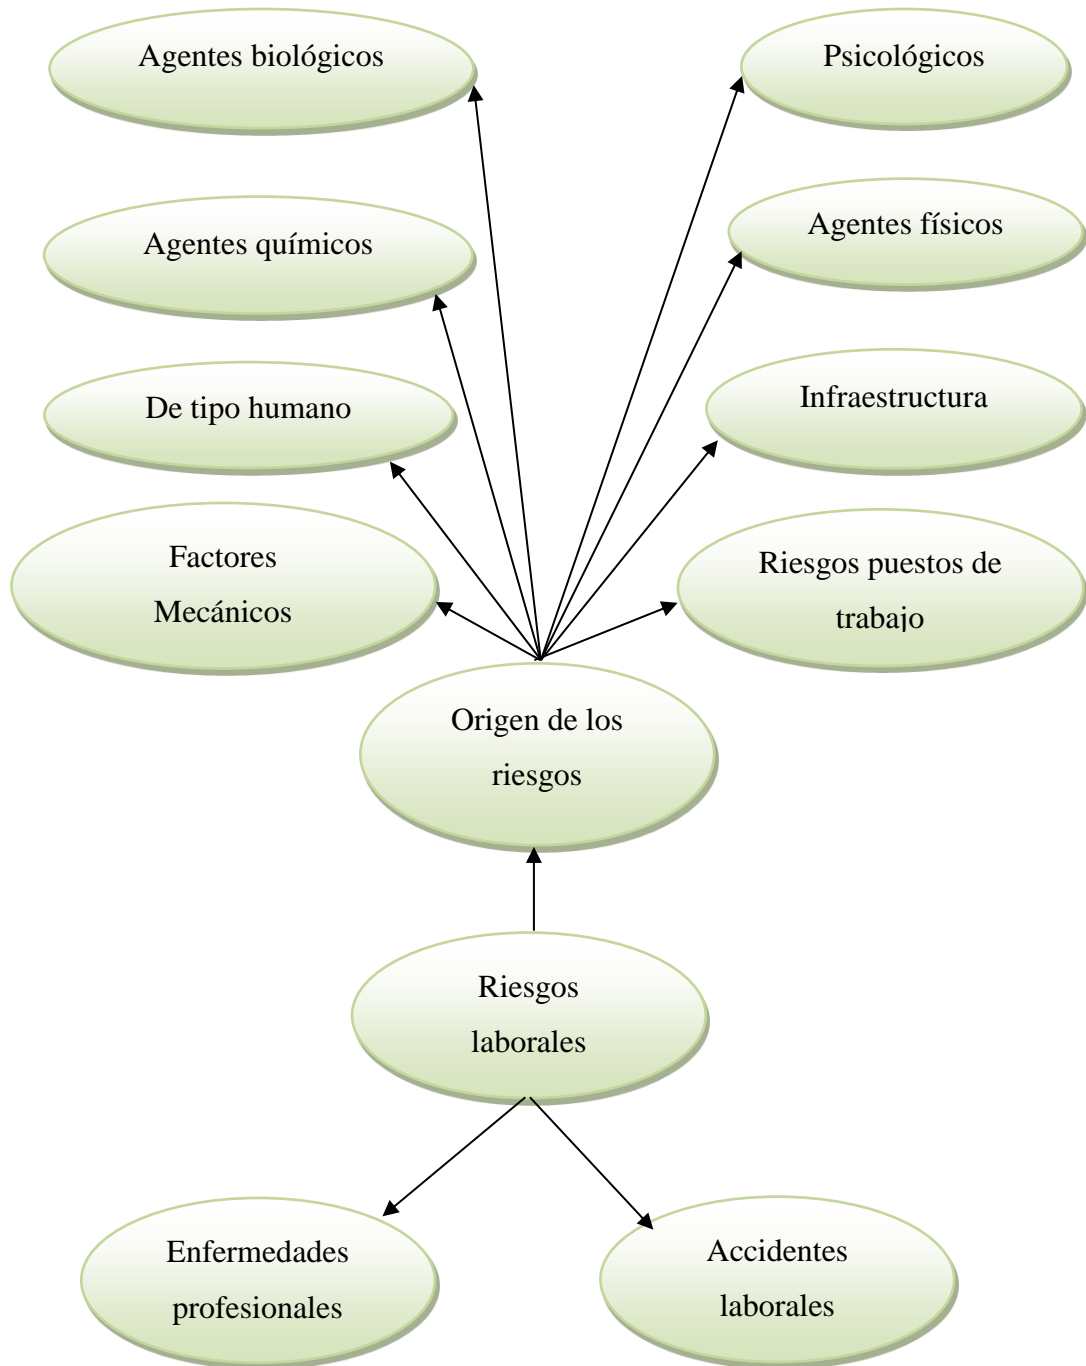 Agentes biológicos
Psicológicos
Agentes químicos
Agentes físicos
De tipo humano
Infraestructura
Factores
Mecánicos
Riesgos puestos de
trabajo
Origen de los
riesgos
Riesgos
laborales
Enfermedades
profesionales
Accidentes
laborales